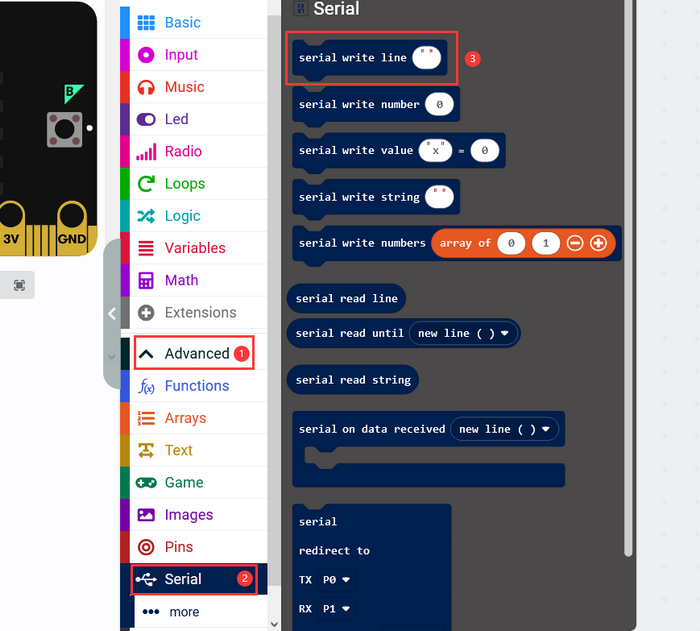 B
3V
GND
Basic
Input
Music
Led
Radio
Loops
Logic
Variables
Math
Extensions
Advanced 1
Functions
Arrays
Text
Game
Images
Pins
Serial 2
more
Serial
serial write line " " 3
serial write number 0
serial write value "x" = 0
serial write string " "
serial write numbers array of 0 1
serial read line
serial read until new line ( )
serial read string
serial on data received new line ( )
serial
redirect to
TX P0
RX P1